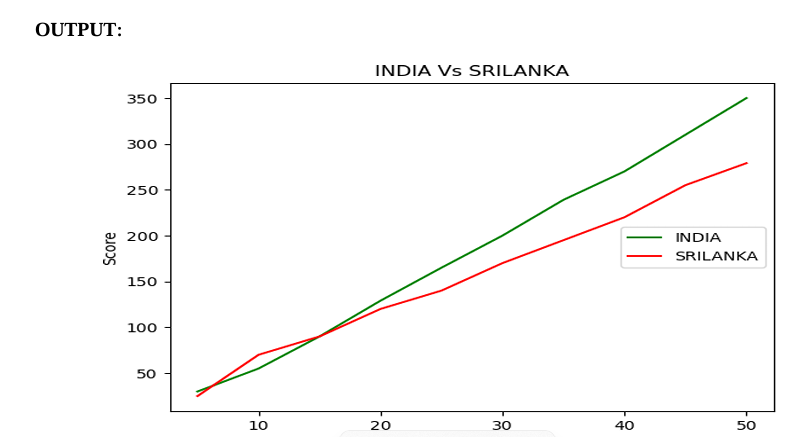 OUTPUT:
INDIA Vs SRILANKA
350
300
250
200
150
100
50
Score
INDIA
SRILANKA
10 20 30 40 50